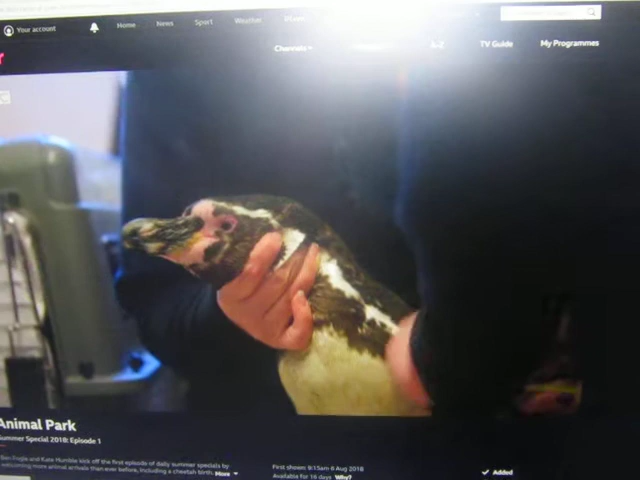 Your account
Home
News
Sport
Weather
Channels
A-Z
TV Guide
My Programmes
Animal Park
Summer Special 2018: Episode 1
Ben Fogle and Kate Humble kick off the first episode of daily summer specials by
welcoming more animal arrivals than ever before, including a cheetah birth. More
First shown: 9:15am 6 Aug 2018
Available for 18 days Why?
Added